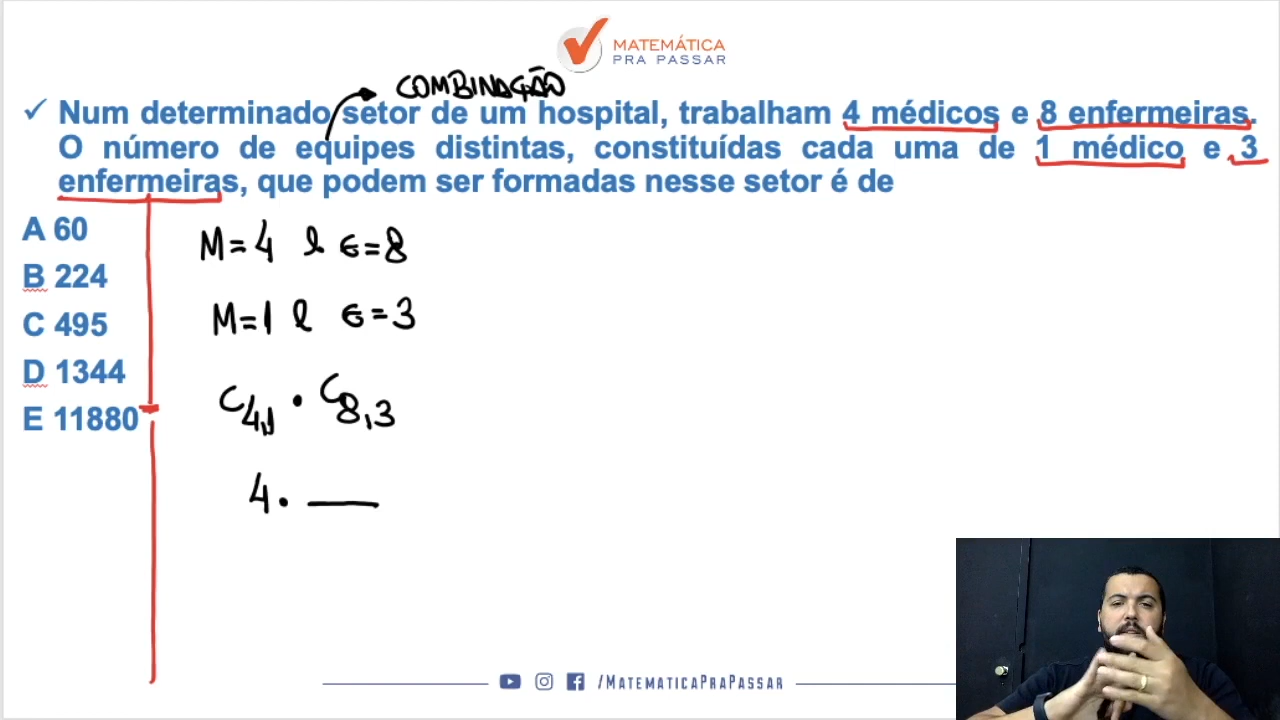 MATEMÁTICA
PRA PASSAR
COMBINAÇÃO
✓ Num determinado setor de um hospital, trabalham 4 médicos e 8 enfermeiras.
O número de equipes distintas, constituídas cada uma de 1 médico e 3
enfermeiras, que podem ser formadas nesse setor é de
A 60
B 224
C 495
D 1344
E 11880
M=4 e E=8
M=1 e E=3
C4,1 · C8,3
4 ·
/MATEMATICAPRAPASSAR